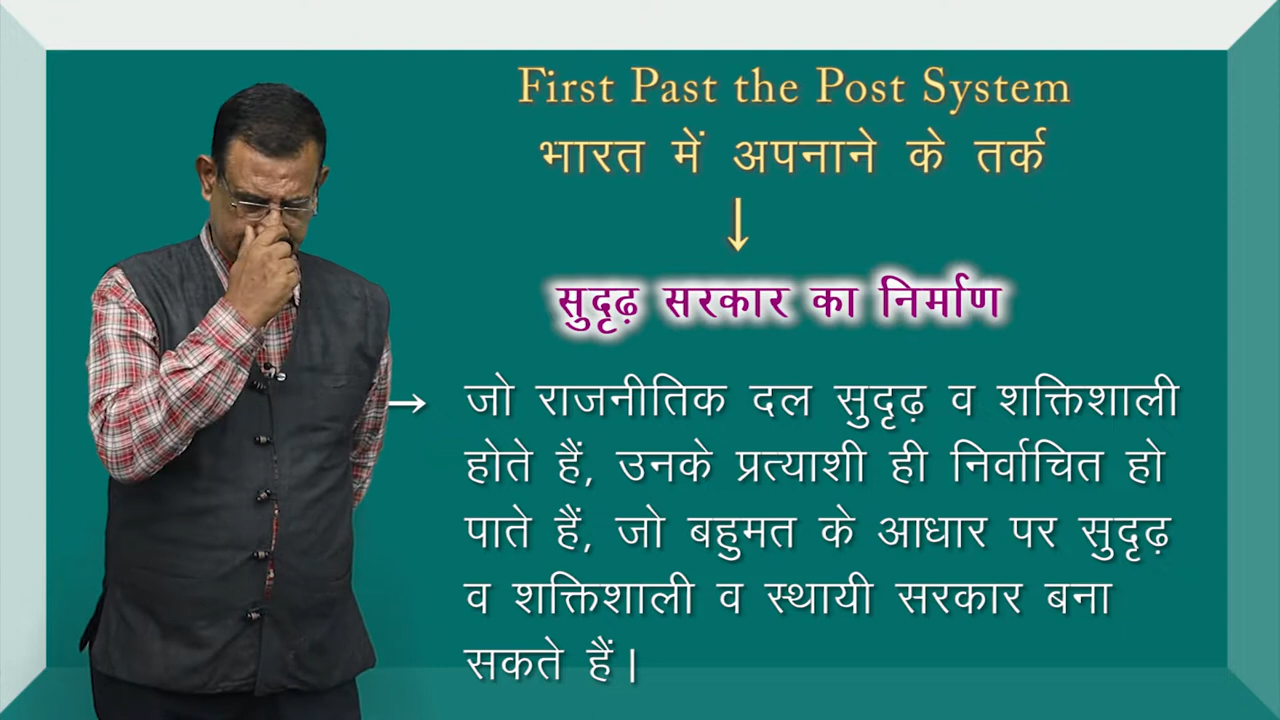 First Past the Post System
भारत में अपनाने के तर्क
↓
सुदृढ़ सरकार का निर्माण
→ जो राजनीतिक दल सुदृढ़ व शक्तिशाली
होते हैं, उनके प्रत्याशी ही निर्वाचित हो
पाते हैं, जो बहुमत के आधार पर सुदृढ़
व शक्तिशाली व स्थायी सरकार बना
सकते हैं।